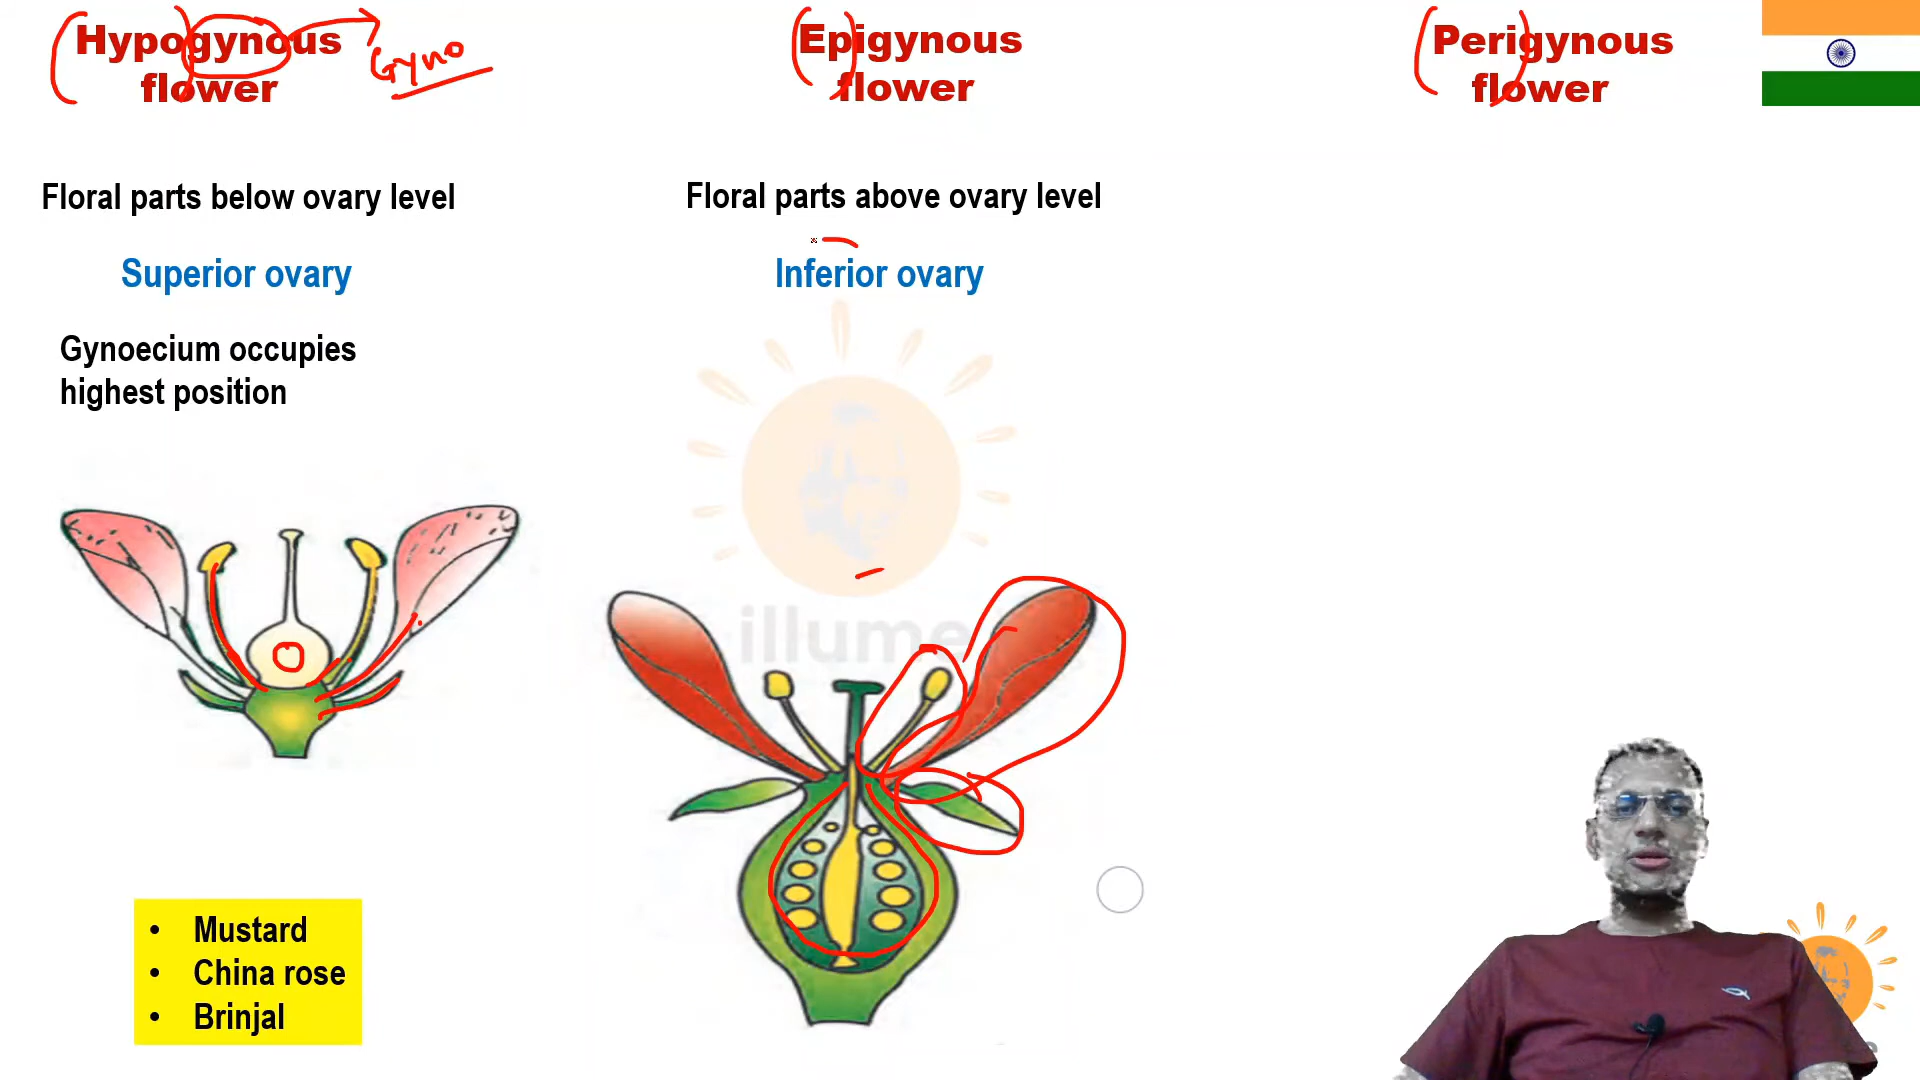 Hypogynous
flower
Gyno
Epigynous
flower
Perigynous
flower
Floral parts below ovary level
Floral parts above ovary level
Superior ovary
Inferior ovary
Gynoecium occupies
highest position
illume
• Mustard
• China rose
• Brinjal